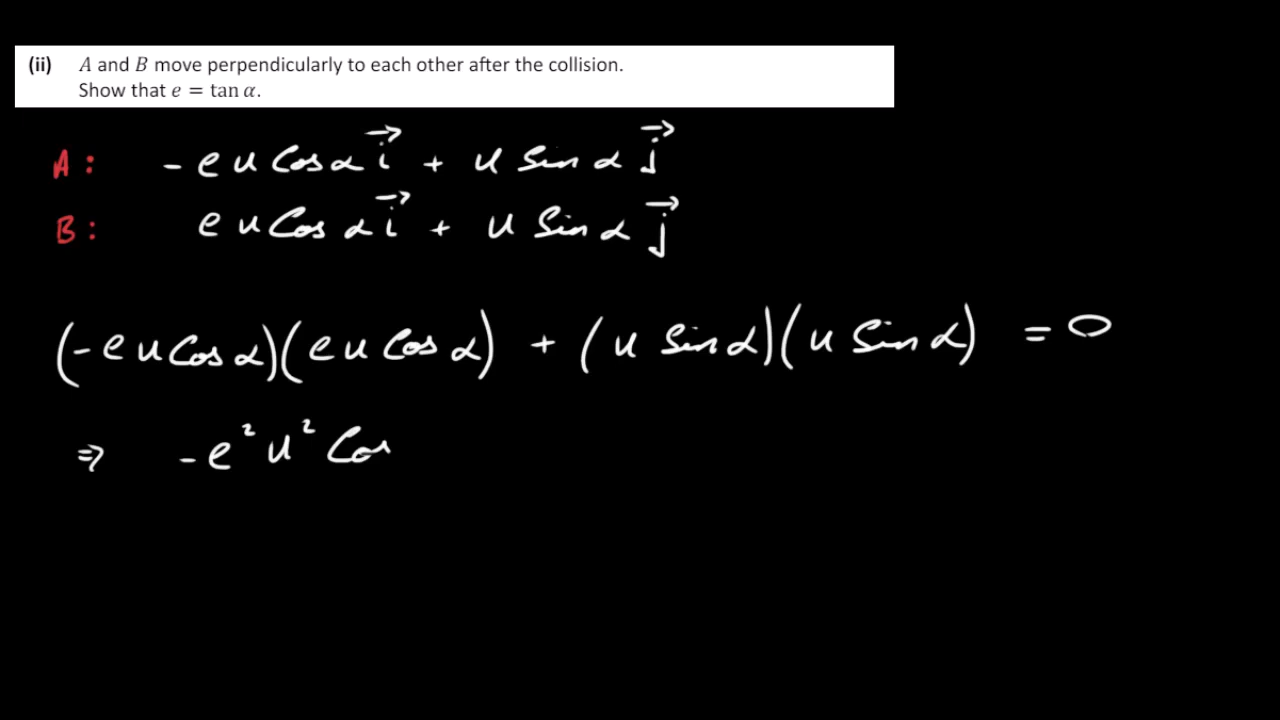 (ii) A and B move perpendicularly to each other after the collision.
Show that e = tan α.
A: - e u Cos α i⃗ + u Sin α j⃗
B: e u Cos α i⃗ + u Sin α j⃗
(- e u Cos α)(e u Cos α) + (u Sin α)(u Sin α) = 0
⇒ - e² u² Cos